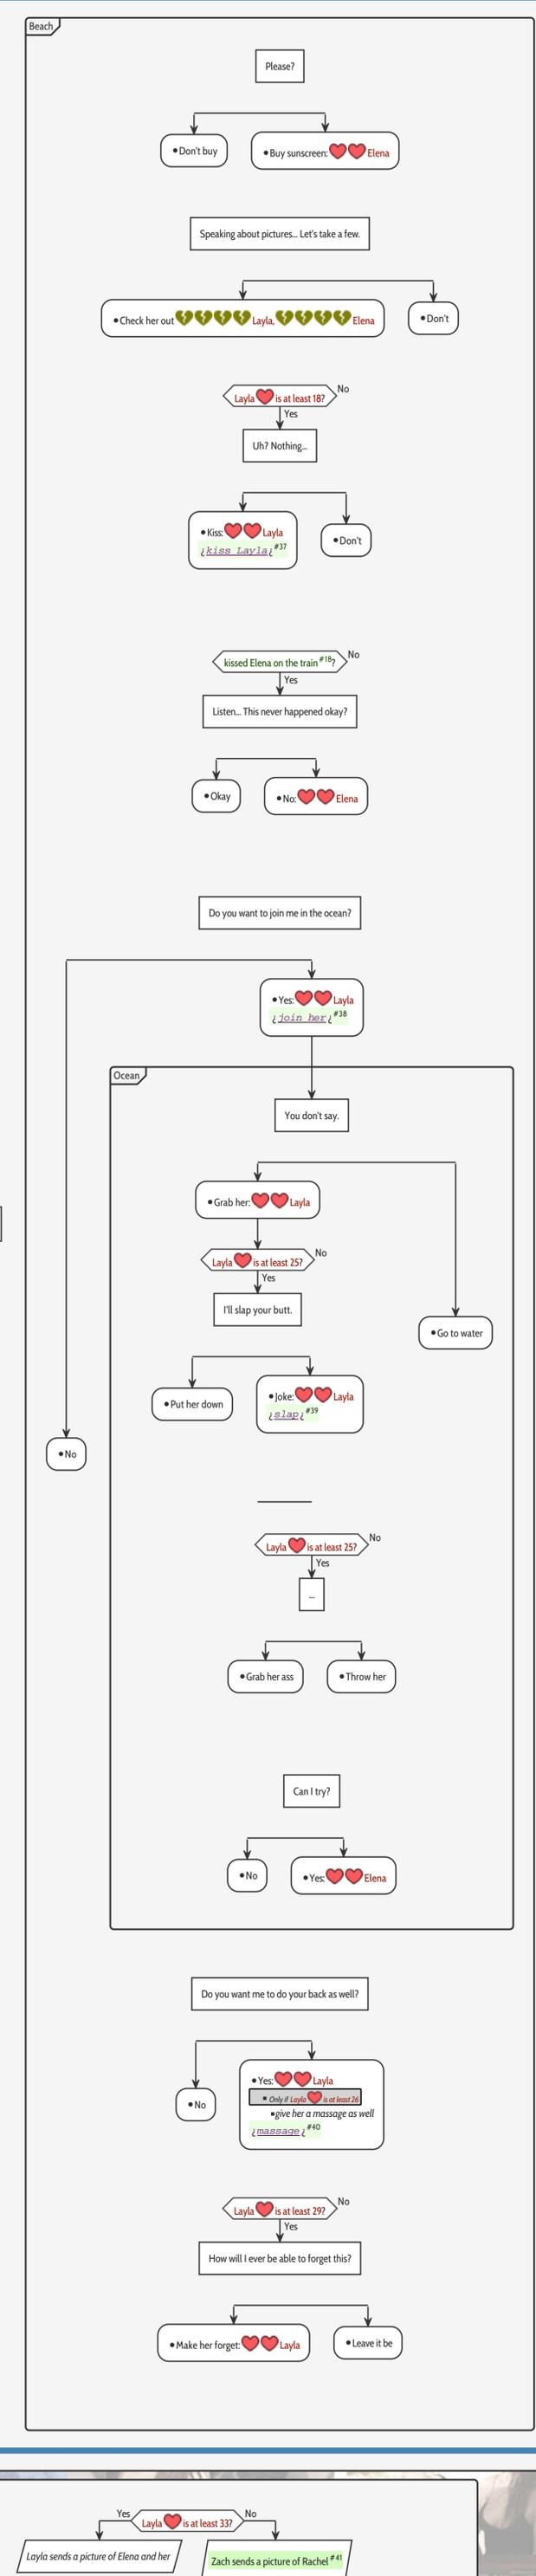 Beach
Please?
Don't buy
Buy sunscreen: Elena
Speaking about pictures... Let's take a few.
Check her out Layla, Elena
Don't
Layla is at least 18? No
Yes
Uh? Nothing...
Kiss: Layla
¿kiss Layla¿ #37
Don't
kissed Elena on the train #18? No
Yes
Listen... This never happened okay?
Okay
No: Elena
Do you want to join me in the ocean?
Yes: Layla
¿join her¿ #38
Ocean
You don't say.
Grab her: Layla
Layla is at least 25? No
Yes
I'll slap your butt.
Go to water
Put her down
Joke: Layla
¿slap¿ #39
No
Layla is at least 25? No
Yes
...
Grab her ass
Throw her
Can I try?
No
Yes: Elena
Do you want me to do your back as well?
No
Yes: Layla
Only if Layla is at least 26
give her a massage as well
¿massage¿ #40
Layla is at least 29? No
Yes
How will I ever be able to forget this?
Make her forget: Layla
Leave it be
Yes Layla is at least 33? No
Layla sends a picture of Elena and her
Zach sends a picture of Rachel #41